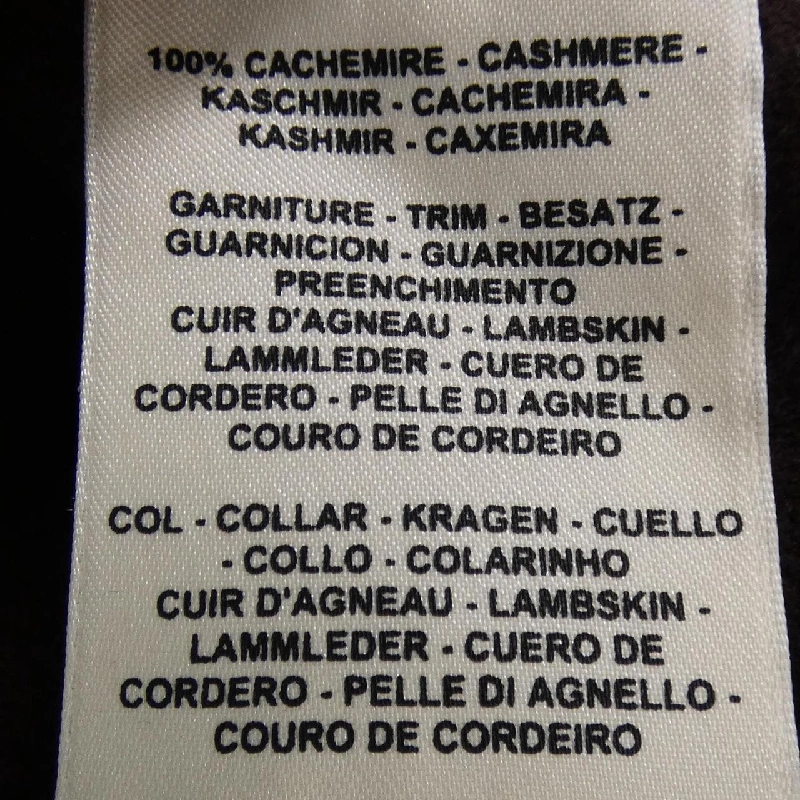 100% CACHEMIRE - CASHMERE -
KASCHMIR - CACHEMIRA -
KASHMIR - CAXEMIRA
GARNITURE - TRIM - BESATZ -
GUARNICION - GUARNIZIONE -
PREENCHIMENTO
CUIR D'AGNEAU - LAMBSKIN -
LAMMLEDER - CUERO DE
CORDERO - PELLE DI AGNELLO -
COURO DE CORDEIRO
COL - COLLAR - KRAGEN - CUELLO
- COLLO - COLARINHO
CUIR D'AGNEAU - LAMBSKIN -
LAMMLEDER - CUERO DE
CORDERO - PELLE DI AGNELLO -
COURO DE CORDEIRO